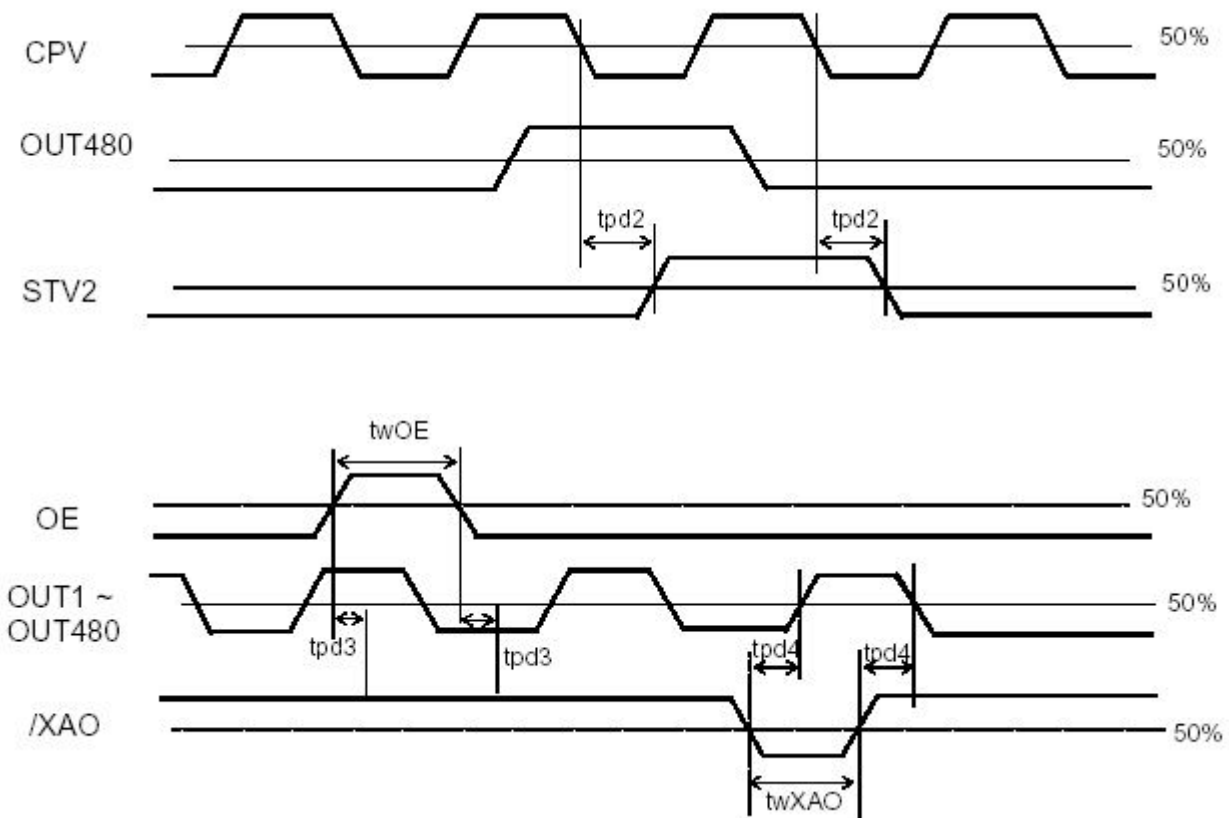 CPV
50%
OUT480
50%
tpd2
tpd2
STV2
50%
twOE
OE
50%
OUT1 ~
OUT480
50%
tpd3
tpd3
tpd4
tpd4
/XAO
50%
twXAO